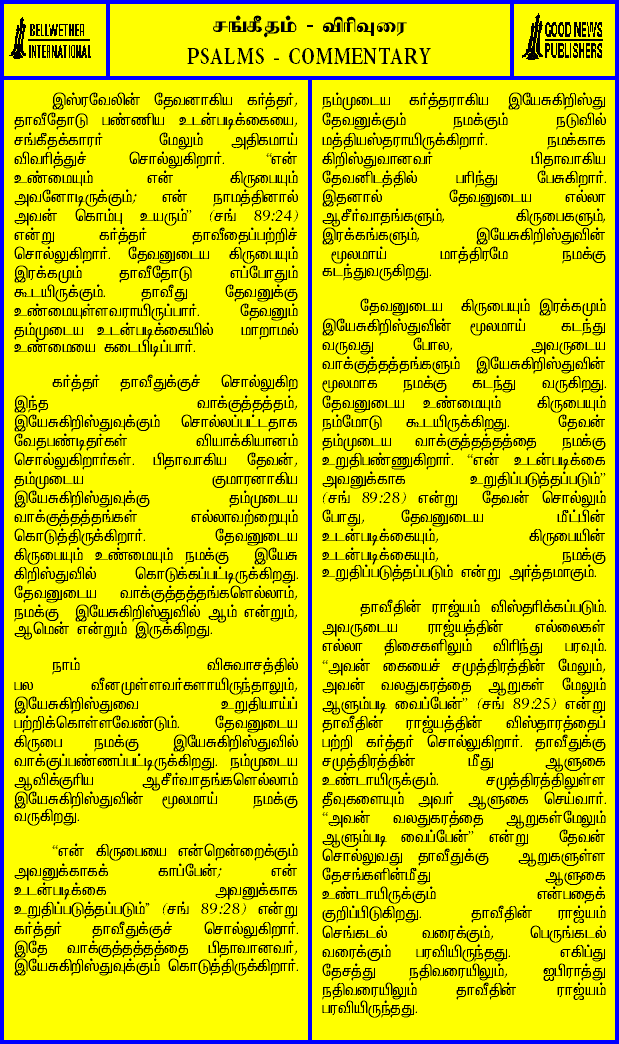 BELLWETHER
INTERNATIONAL
சங்கீதம் - விரிவுரை
PSALMS - COMMENTARY
GOOD NEWS
PUBLISHERS
இஸ்ரவேலின் தேவனாகிய கர்த்தர்,
தாவீதோடு பண்ணிய உடன்படிக்கையை,
சங்கீதக்காரர் மேலும் அதிகமாய்
விவரித்துச் சொல்லுகிறார். “என்
உண்மையும் என் கிருபையும்
அவனோடிருக்கும்; என் நாமத்தினால்
அவன் கொம்பு உயரும்” (சங் 89:24)
என்று கர்த்தர் தாவீதைப்பற்றிச்
சொல்லுகிறார். தேவனுடைய கிருபையும்
இரக்கமும் தாவீதோடு எப்போதும்
கூடயிருக்கும். தாவீது தேவனுக்கு
உண்மையுள்ளவராயிருப்பார். தேவனும்
தம்முடைய உடன்படிக்கையில் மாறாமல்
உண்மையை கடைபிடிப்பார்.
கர்த்தர் தாவீதுக்குச் சொல்லுகிற
இந்த வாக்குத்தத்தம்,
இயேசுகிறிஸ்துவுக்கும் சொல்லப்பட்டதாக
வேதபண்டிதர்கள் வியாக்கியானம்
சொல்லுகிறார்கள். பிதாவாகிய தேவன்,
தம்முடைய குமாரனாகிய
இயேசுகிறிஸ்துவுக்கு தம்முடைய
வாக்குத்தத்தங்கள் எல்லாவற்றையும்
கொடுத்திருக்கிறார். தேவனுடைய
கிருபையும் உண்மையும் நமக்கு இயேசு
கிறிஸ்துவில் கொடுக்கப்பட்டிருக்கிறது.
தேவனுடைய வாக்குத்தத்தங்களெல்லாம்,
நமக்கு இயேசுகிறிஸ்துவில் ஆம் என்றும்,
ஆமென் என்றும் இருக்கிறது.
நாம் விசுவாசத்தில்
பல வீனமுள்ளவர்களாயிருந்தாலும்,
இயேசுகிறிஸ்துவை உறுதியாய்ப்
பற்றிக்கொள்ளவேண்டும். தேவனுடைய
கிருபை நமக்கு இயேசுகிறிஸ்துவில்
வாக்குப்பண்ணப்பட்டிருக்கிறது. நம்முடைய
ஆவிக்குரிய ஆசீர்வாதங்களெல்லாம்
இயேசுகிறிஸ்துவின் மூலமாய் நமக்கு
வருகிறது.
“என் கிருபையை என்றென்றைக்கும்
அவனுக்காகக் காப்பேன்; என்
உடன்படிக்கை அவனுக்காக
உறுதிப்படுத்தப்படும்” (சங் 89:28) என்று
கர்த்தர் தாவீதுக்குச் சொல்லுகிறார்.
இதே வாக்குத்தத்தத்தை பிதாவானவர்,
இயேசுகிறிஸ்துவுக்கும் கொடுத்திருக்கிறார்.
நம்முடைய கர்த்தராகிய இயேசுகிறிஸ்து
தேவனுக்கும் நமக்கும் நடுவில்
மத்தியஸ்தராயிருக்கிறார். நமக்காக
கிறிஸ்துவானவர் பிதாவாகிய
தேவனிடத்தில் பரிந்து பேசுகிறார்.
இதனால் தேவனுடைய எல்லா
ஆசீர்வாதங்களும், கிருபைகளும்,
இரக்கங்களும், இயேசுகிறிஸ்துவின்
மூலமாய் மாத்திரமே நமக்கு
கடந்துவருகிறது.
தேவனுடைய கிருபையும் இரக்கமும்
இயேசுகிறிஸ்துவின் மூலமாய் கடந்து
வருவது போல, அவருடைய
வாக்குத்தத்தங்களும் இயேசுகிறிஸ்துவின்
மூலமாக நமக்கு கடந்து வருகிறது.
தேவனுடைய உண்மையும் கிருபையும்
நம்மோடு கூடயிருக்கிறது. தேவன்
தம்முடைய வாக்குத்தத்தத்தை நமக்கு
உறுதிபண்ணுகிறார். “என் உடன்படிக்கை
அவனுக்காக உறுதிப்படுத்தப்படும்”
(சங் 89:28) என்று தேவன் சொல்லும்
போது, தேவனுடைய மீட்பின்
உடன்படிக்கையும், கிருபையின்
உடன்படிக்கையும், நமக்கு
உறுதிப்படுத்தப்படும் என்று அர்த்தமாகும்.
தாவீதின் ராஜ்யம் விஸ்தரிக்கப்படும்.
அவருடைய ராஜ்யத்தின் எல்லைகள்
எல்லா திசைகளிலும் விரிந்து பரவும்.
“அவன் கையைச் சமுத்திரத்தின் மேலும்,
அவன் வலதுகரத்தை ஆறுகள் மேலும்
ஆளும்படி வைப்பேன்” (சங் 89:25) என்று
தாவீதின் ராஜ்யத்தின் விஸ்தாரத்தைப்
பற்றி கர்த்தர் சொல்லுகிறார். தாவீதுக்கு
சமுத்திரத்தின் மீது ஆளுகை
உண்டாயிருக்கும். சமுத்திரத்திலுள்ள
தீவுகளையும் அவர் ஆளுகை செய்வார்.
“அவன் வலதுகரத்தை ஆறுகள்மேலும்
ஆளும்படி வைப்பேன்” என்று தேவன்
சொல்லுவது தாவீதுக்கு ஆறுகளுள்ள
தேசங்களின்மீது ஆளுகை
உண்டாயிருக்கும் என்பதைக்
குறிப்பிடுகிறது. தாவீதின் ராஜ்யம்
செங்கடல் வரைக்கும், பெருங்கடல்
வரைக்கும் பரவியிருந்தது. எகிப்து
தேசத்து நதிவரையிலும், ஐபிராத்து
நதிவரையிலும் தாவீதின் ராஜ்யம்
பரவியிருந்தது.